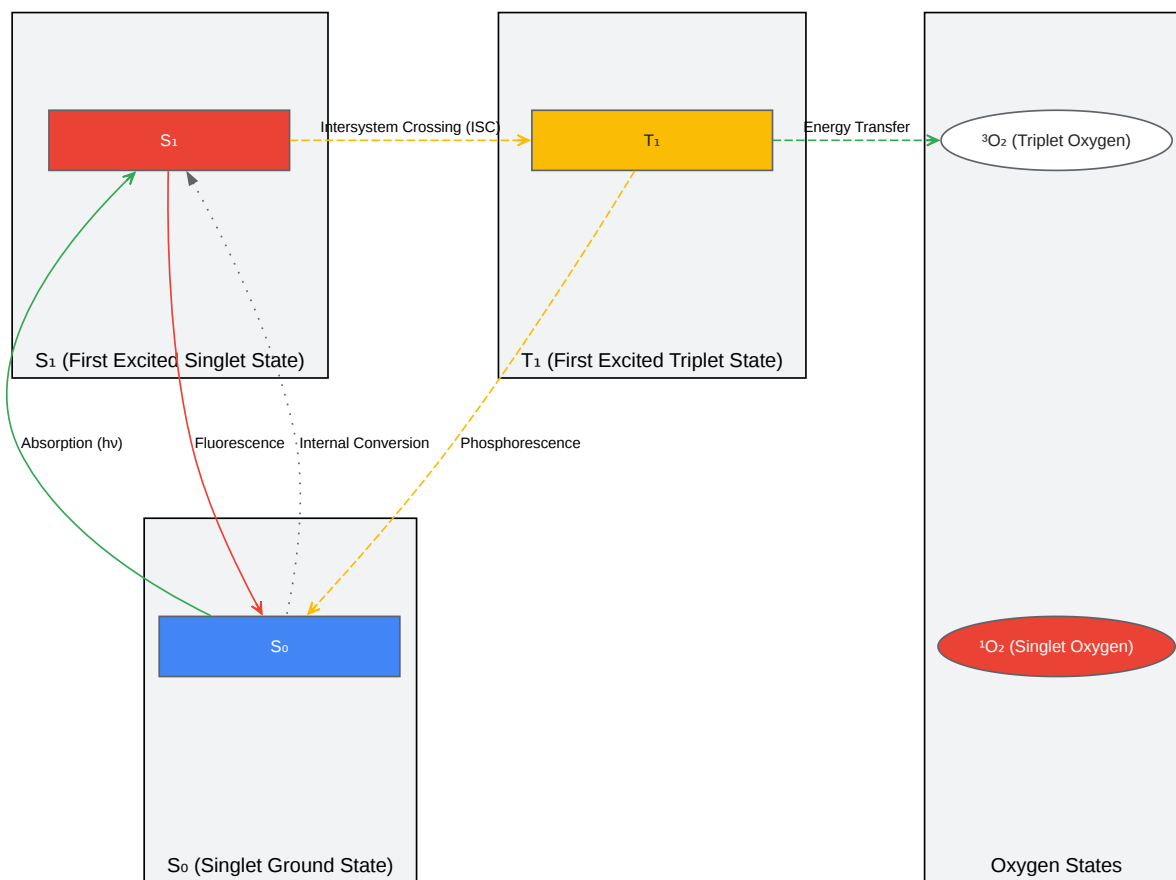 S₁
Intersystem Crossing (ISC)
T₁
Energy Transfer
³O₂ (Triplet Oxygen)
S₁ (First Excited Singlet State)
T₁ (First Excited Triplet State)
Absorption (hν)
Fluorescence
Internal Conversion
Phosphorescence
S₀
¹O₂ (Singlet Oxygen)
S₀ (Singlet Ground State)
Oxygen States